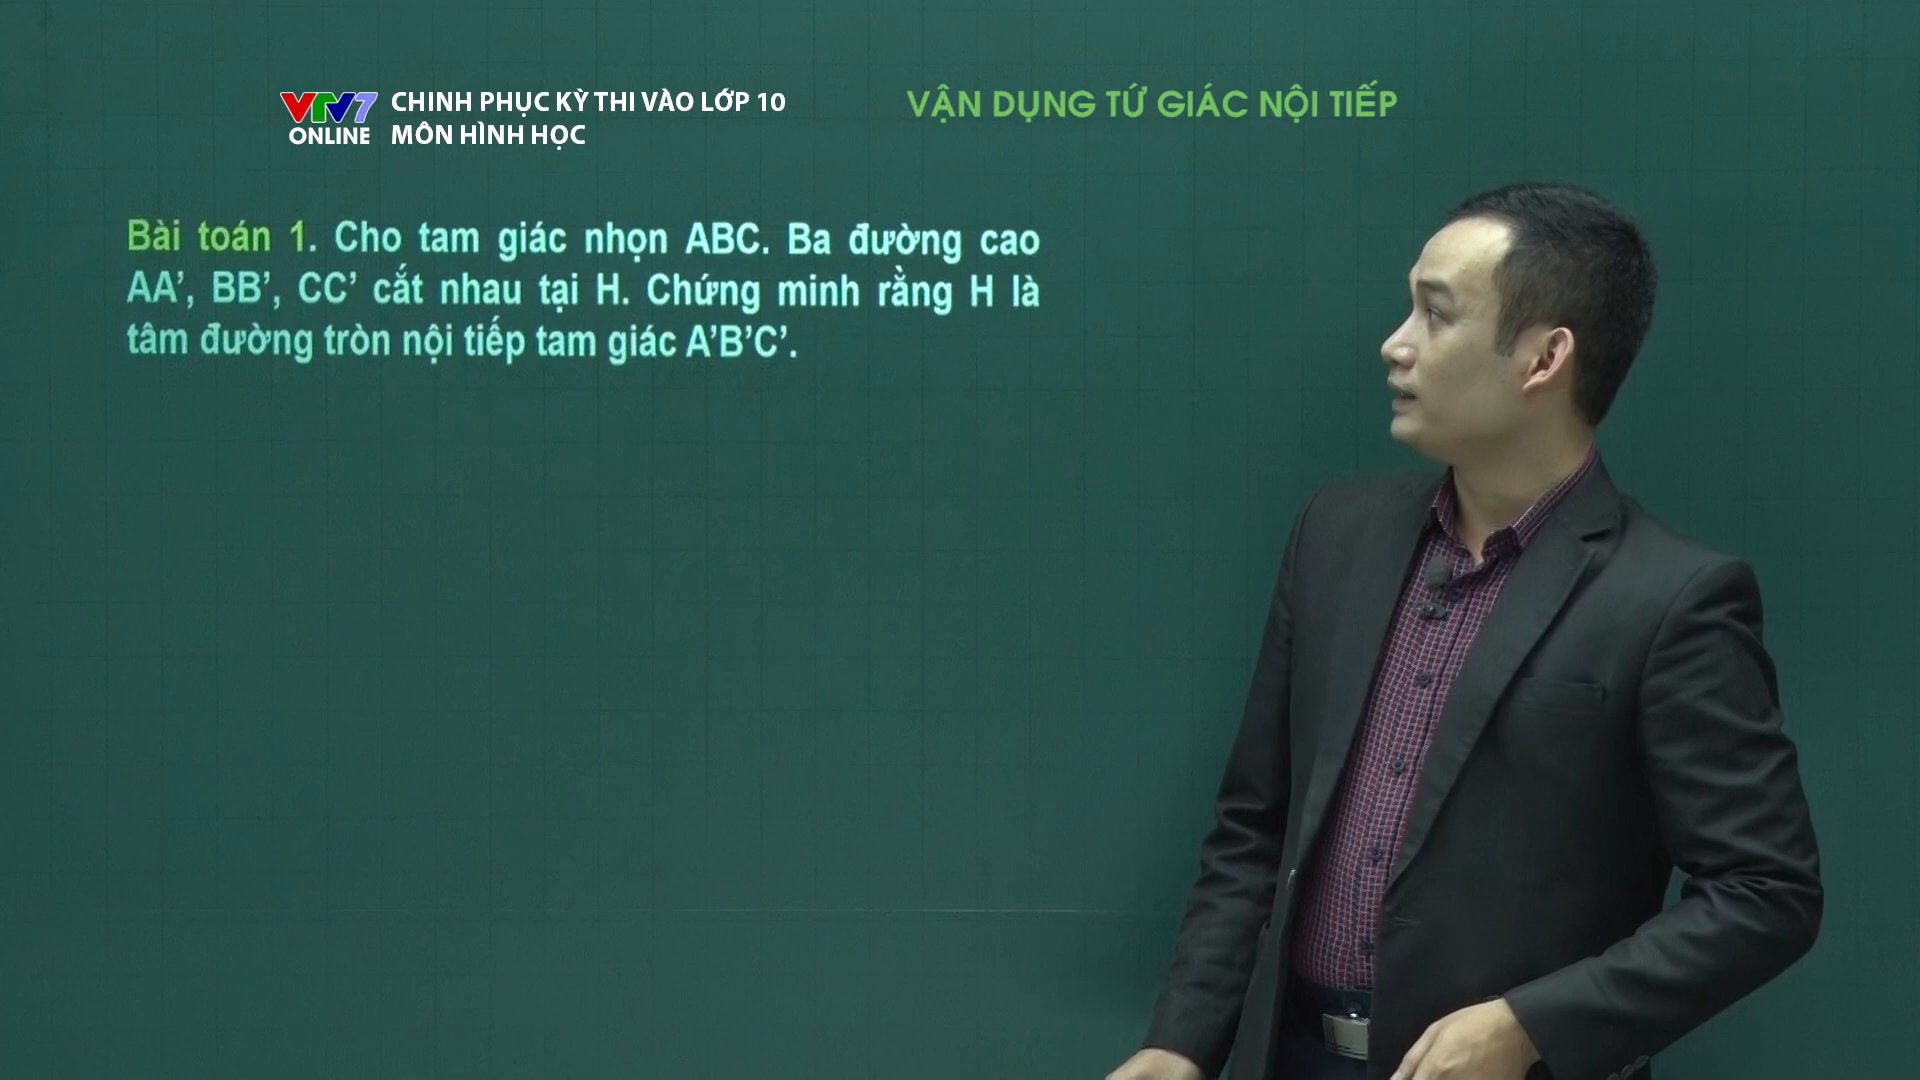 VTV7
ONLINE
CHINH PHỤC KỲ THI VÀO LỚP 10
MÔN HÌNH HỌC
VẬN DỤNG TỨ GIÁC NỘI TIẾP
Bài toán 1. Cho tam giác nhọn ABC. Ba đường cao
AA’, BB’, CC’ cắt nhau tại H. Chứng minh rằng H là
tâm đường tròn nội tiếp tam giác A’B’C’.